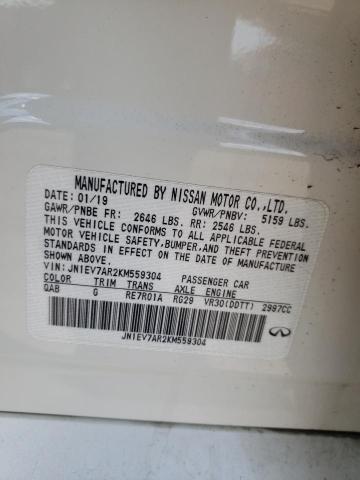 MANUFACTURED BY NISSAN MOTOR CO.,LTD.
DATE: 01/19 GVWR/PNBV: 5159 LBS.
GAWR/PNBE FR: 2646 LBS. RR: 2546 LBS.
THIS VEHICLE CONFORMS TO ALL APPLICABLE FEDERAL
MOTOR VEHICLE SAFETY,BUMPER,AND THEFT PREVENTION
STANDARDS IN EFFECT ON THE DATE OF MANUFACTURE
SHOWN ABOVE.
VIN: JN1EV7AR2KM559304 PASSENGER CAR
COLOR TRIM TRANS AXLE ENGINE
QAB G RE7R01A RG29 VR30(DDTT) 2997CC
JN1EV7AR2KM559304